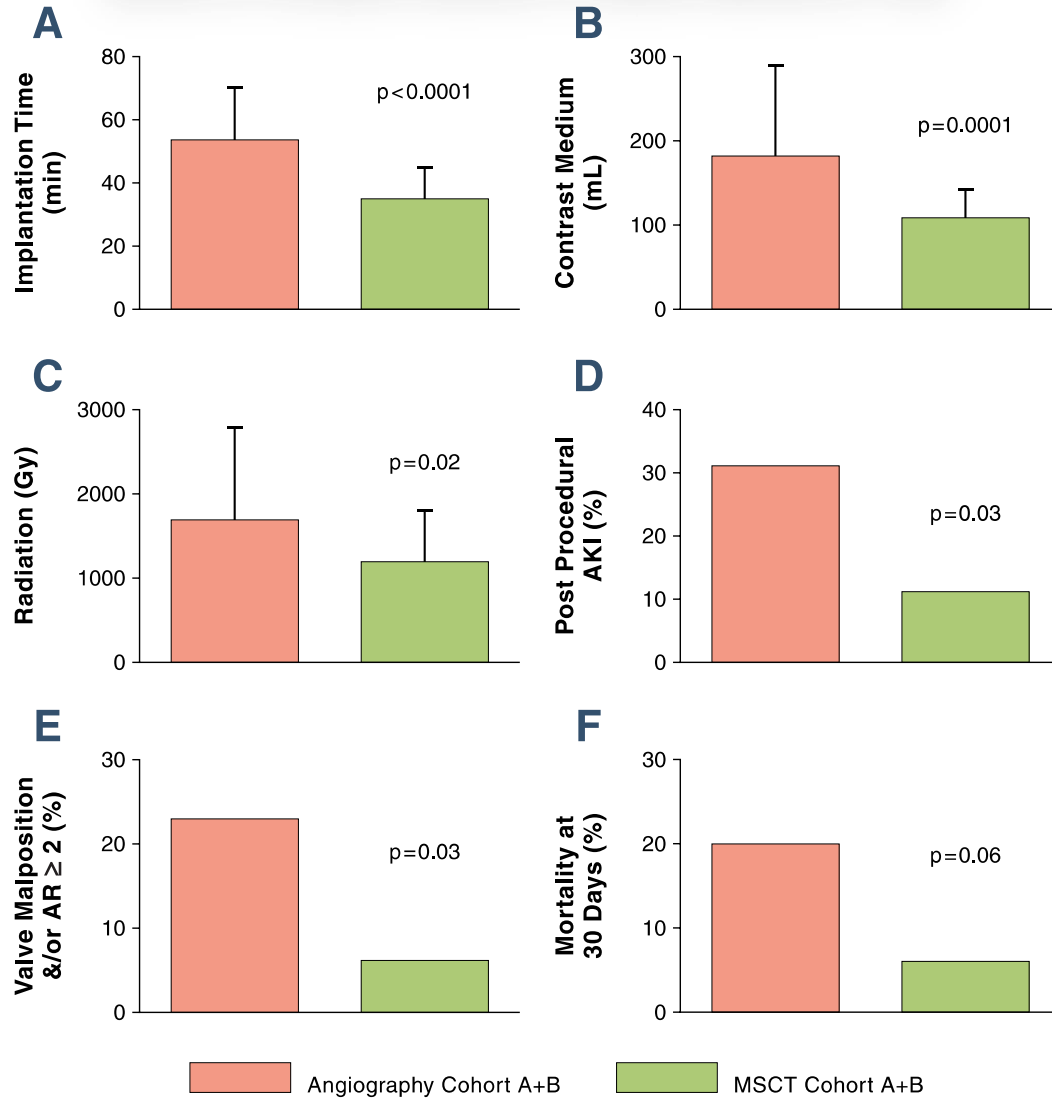 A
Implantation Time
(min)
80
60
40
20
0
p<0.0001
B
Contrast Medium
(mL)
300
200
100
0
p=0.0001
C
Radiation (Gy)
3000
2000
1000
0
p=0.02
D
Post Procedural
AKI (%)
40
30
20
10
0
p=0.03
E
Valve Malposition
&/or AR ≥ 2 (%)
30
20
10
0
p=0.03
F
Mortality at
30 Days (%)
30
20
10
0
p=0.06
Angiography Cohort A+B
MSCT Cohort A+B